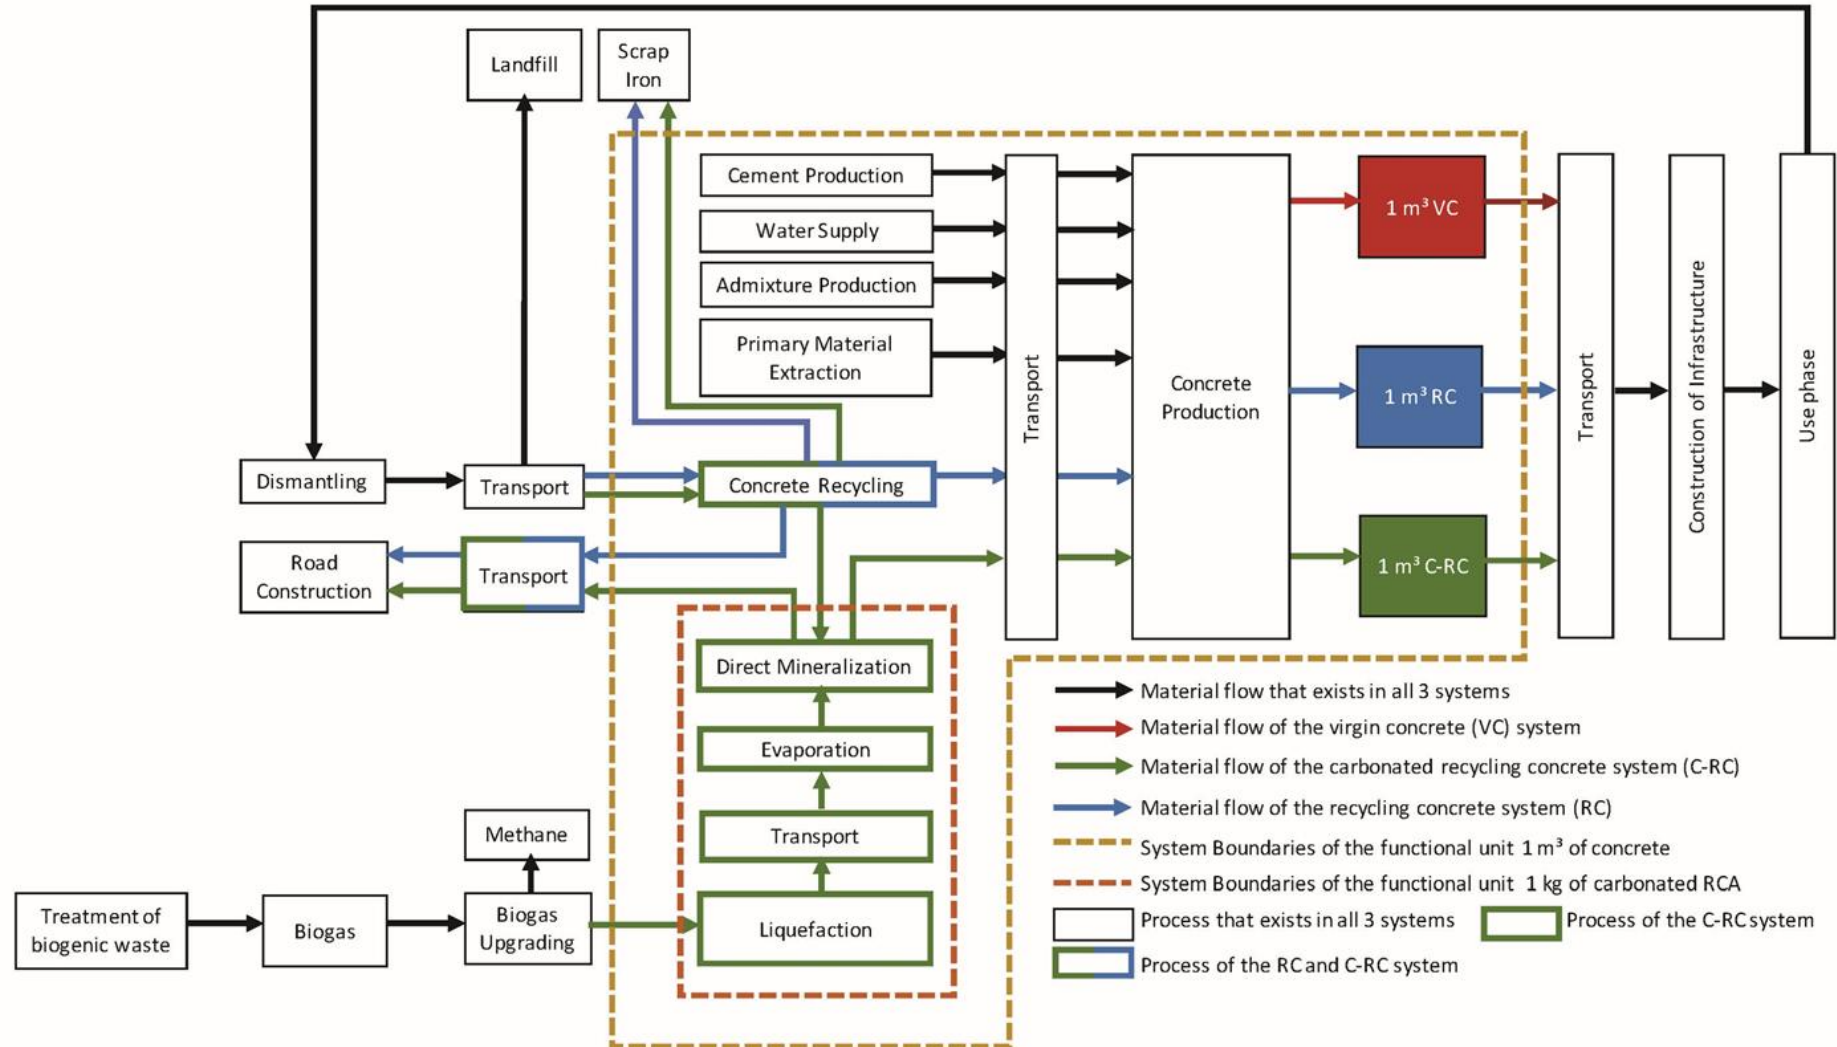 Landfill
Scrap
Iron
Cement Production
Water Supply
Admixture Production
Primary Material
Extraction
Transport
Concrete
Production
1 m³ VC
1 m³ RC
1 m³ C-RC
Transport
Construction of Infrastructure
Use phase
Dismantling
Transport
Concrete Recycling
Road
Construction
Transport
Direct Mineralization
Evaporation
Transport
Liquefaction
Methane
Treatment of
biogenic waste
Biogas
Biogas
Upgrading
Material flow that exists in all 3 systems
Material flow of the virgin concrete (VC) system
Material flow of the carbonated recycling concrete system (C-RC)
Material flow of the recycling concrete system (RC)
System Boundaries of the functional unit 1 m³ of concrete
System Boundaries of the functional unit 1 kg of carbonated RCA
Process that exists in all 3 systems
Process of the C-RC system
Process of the RC and C-RC system